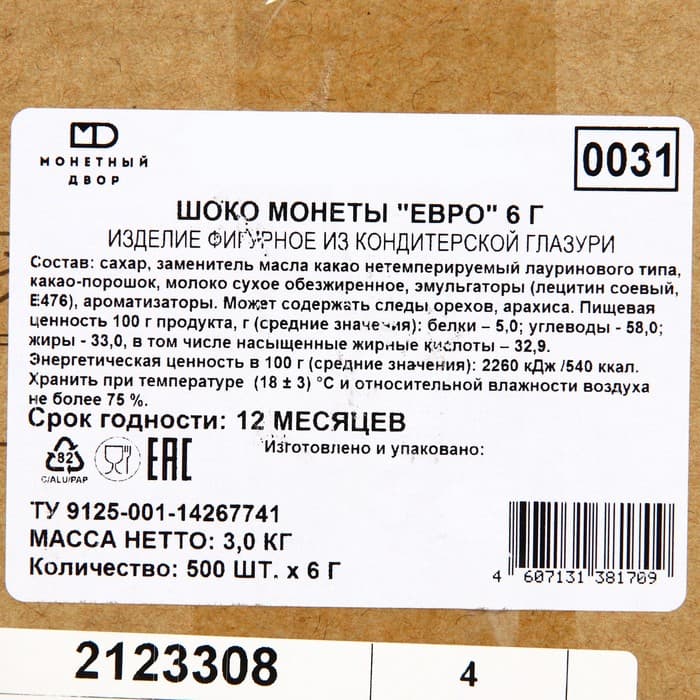 МОНЕТНЫЙ
ДВОР
0031
ШОКО МОНЕТЫ "ЕВРО" 6 Г
ИЗДЕЛИЕ ФИГУРНОЕ ИЗ КОНДИТЕРСКОЙ ГЛАЗУРИ
Состав: сахар, заменитель масла какао нетемперируемый лауринового типа,
какао-порошок, молоко сухое обезжиренное, эмульгаторы (лецитин соевый,
Е476), ароматизаторы. Может содержать следы орехов, арахиса. Пищевая
ценность 100 г продукта, г (средние значения): белки – 5,0; углеводы - 58,0;
жиры - 33,0, в том числе насыщенные жирные кислоты – 32,9.
Энергетическая ценность в 100 г (средние значения): 2260 кДж /540 ккал.
Хранить при температуре (18 ± 3) °С и относительной влажности воздуха
не более 75 %.
Срок годности: 12 МЕСЯЦЕВ
Изготовлено и упаковано:
82
C/ALU/PAP
EAC
ТУ 9125-001-14267741
МАССА НЕТТО: 3,0 КГ
Количество: 500 ШТ. х 6 Г
4 607131 381709
2123308
4